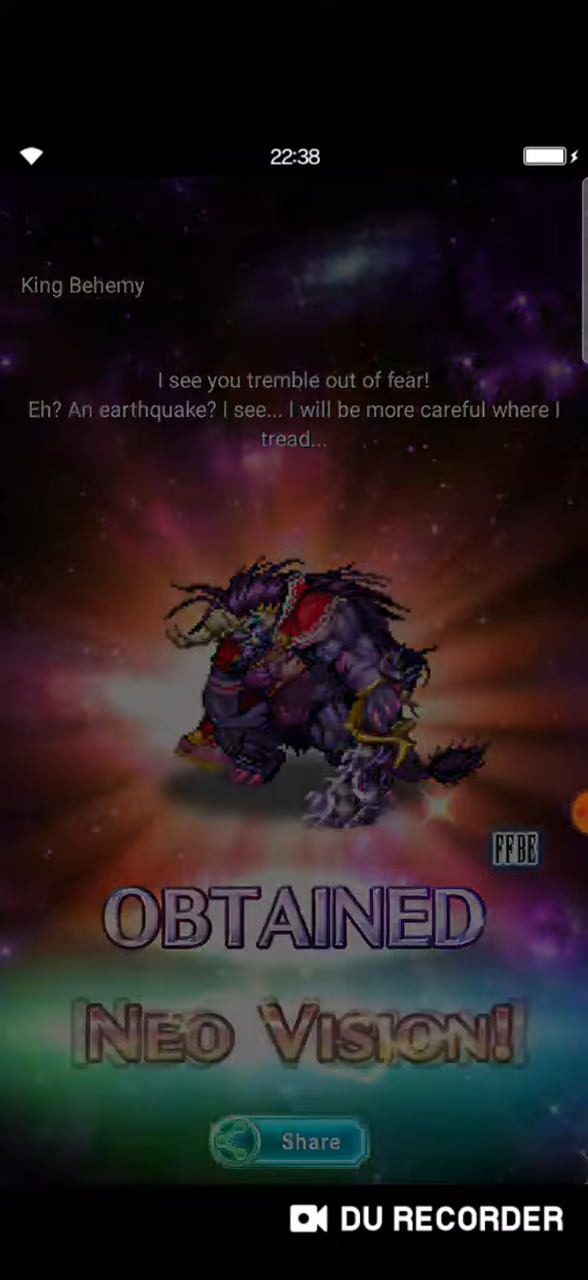 22:38
King Behemy
I see you tremble out of fear!
Eh? An earthquake? I see... I will be more careful where I
tread...
FFBE
OBTAINED
NEO VISION!
Share
DU RECORDER